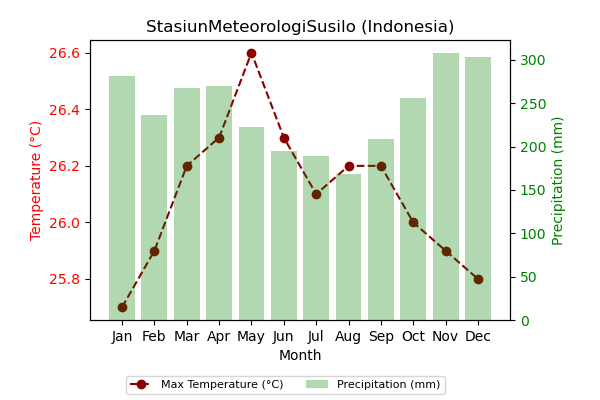 StasiunMeteorologiSusilo (Indonesia)
26.6
26.4
26.2
26.0
25.8
Temperature (°C)
300
250
200
150
100
50
0
Precipitation (mm)
Jan Feb Mar Apr May Jun Jul Aug Sep Oct Nov Dec
Month
Max Temperature (°C) Precipitation (mm)